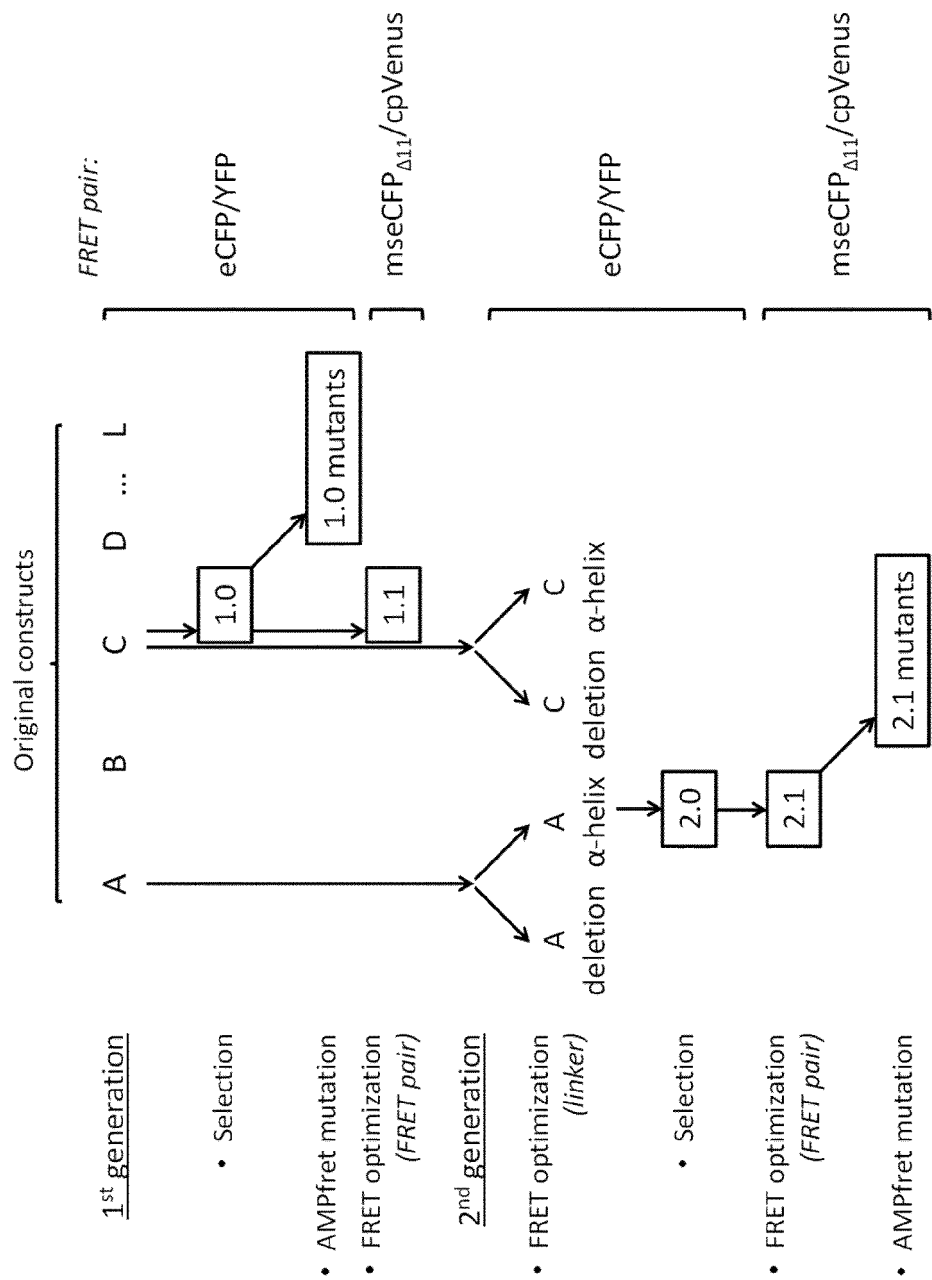 Original constructs
FRET pair:
1st generation
A B C D ... L
• Selection
1.0
eCFP/YFP
• AMPfret mutation
1.0 mutants
• FRET optimization
(FRET pair)
1.1
mseCFPΔ11/cpVenus
2nd generation
• FRET optimization
(linker)
A A C C
deletion α-helix deletion α-helix
eCFP/YFP
• Selection
2.0
• FRET optimization
(FRET pair)
2.1
• AMPfret mutation
2.1 mutants
mseCFPΔ11/cpVenus